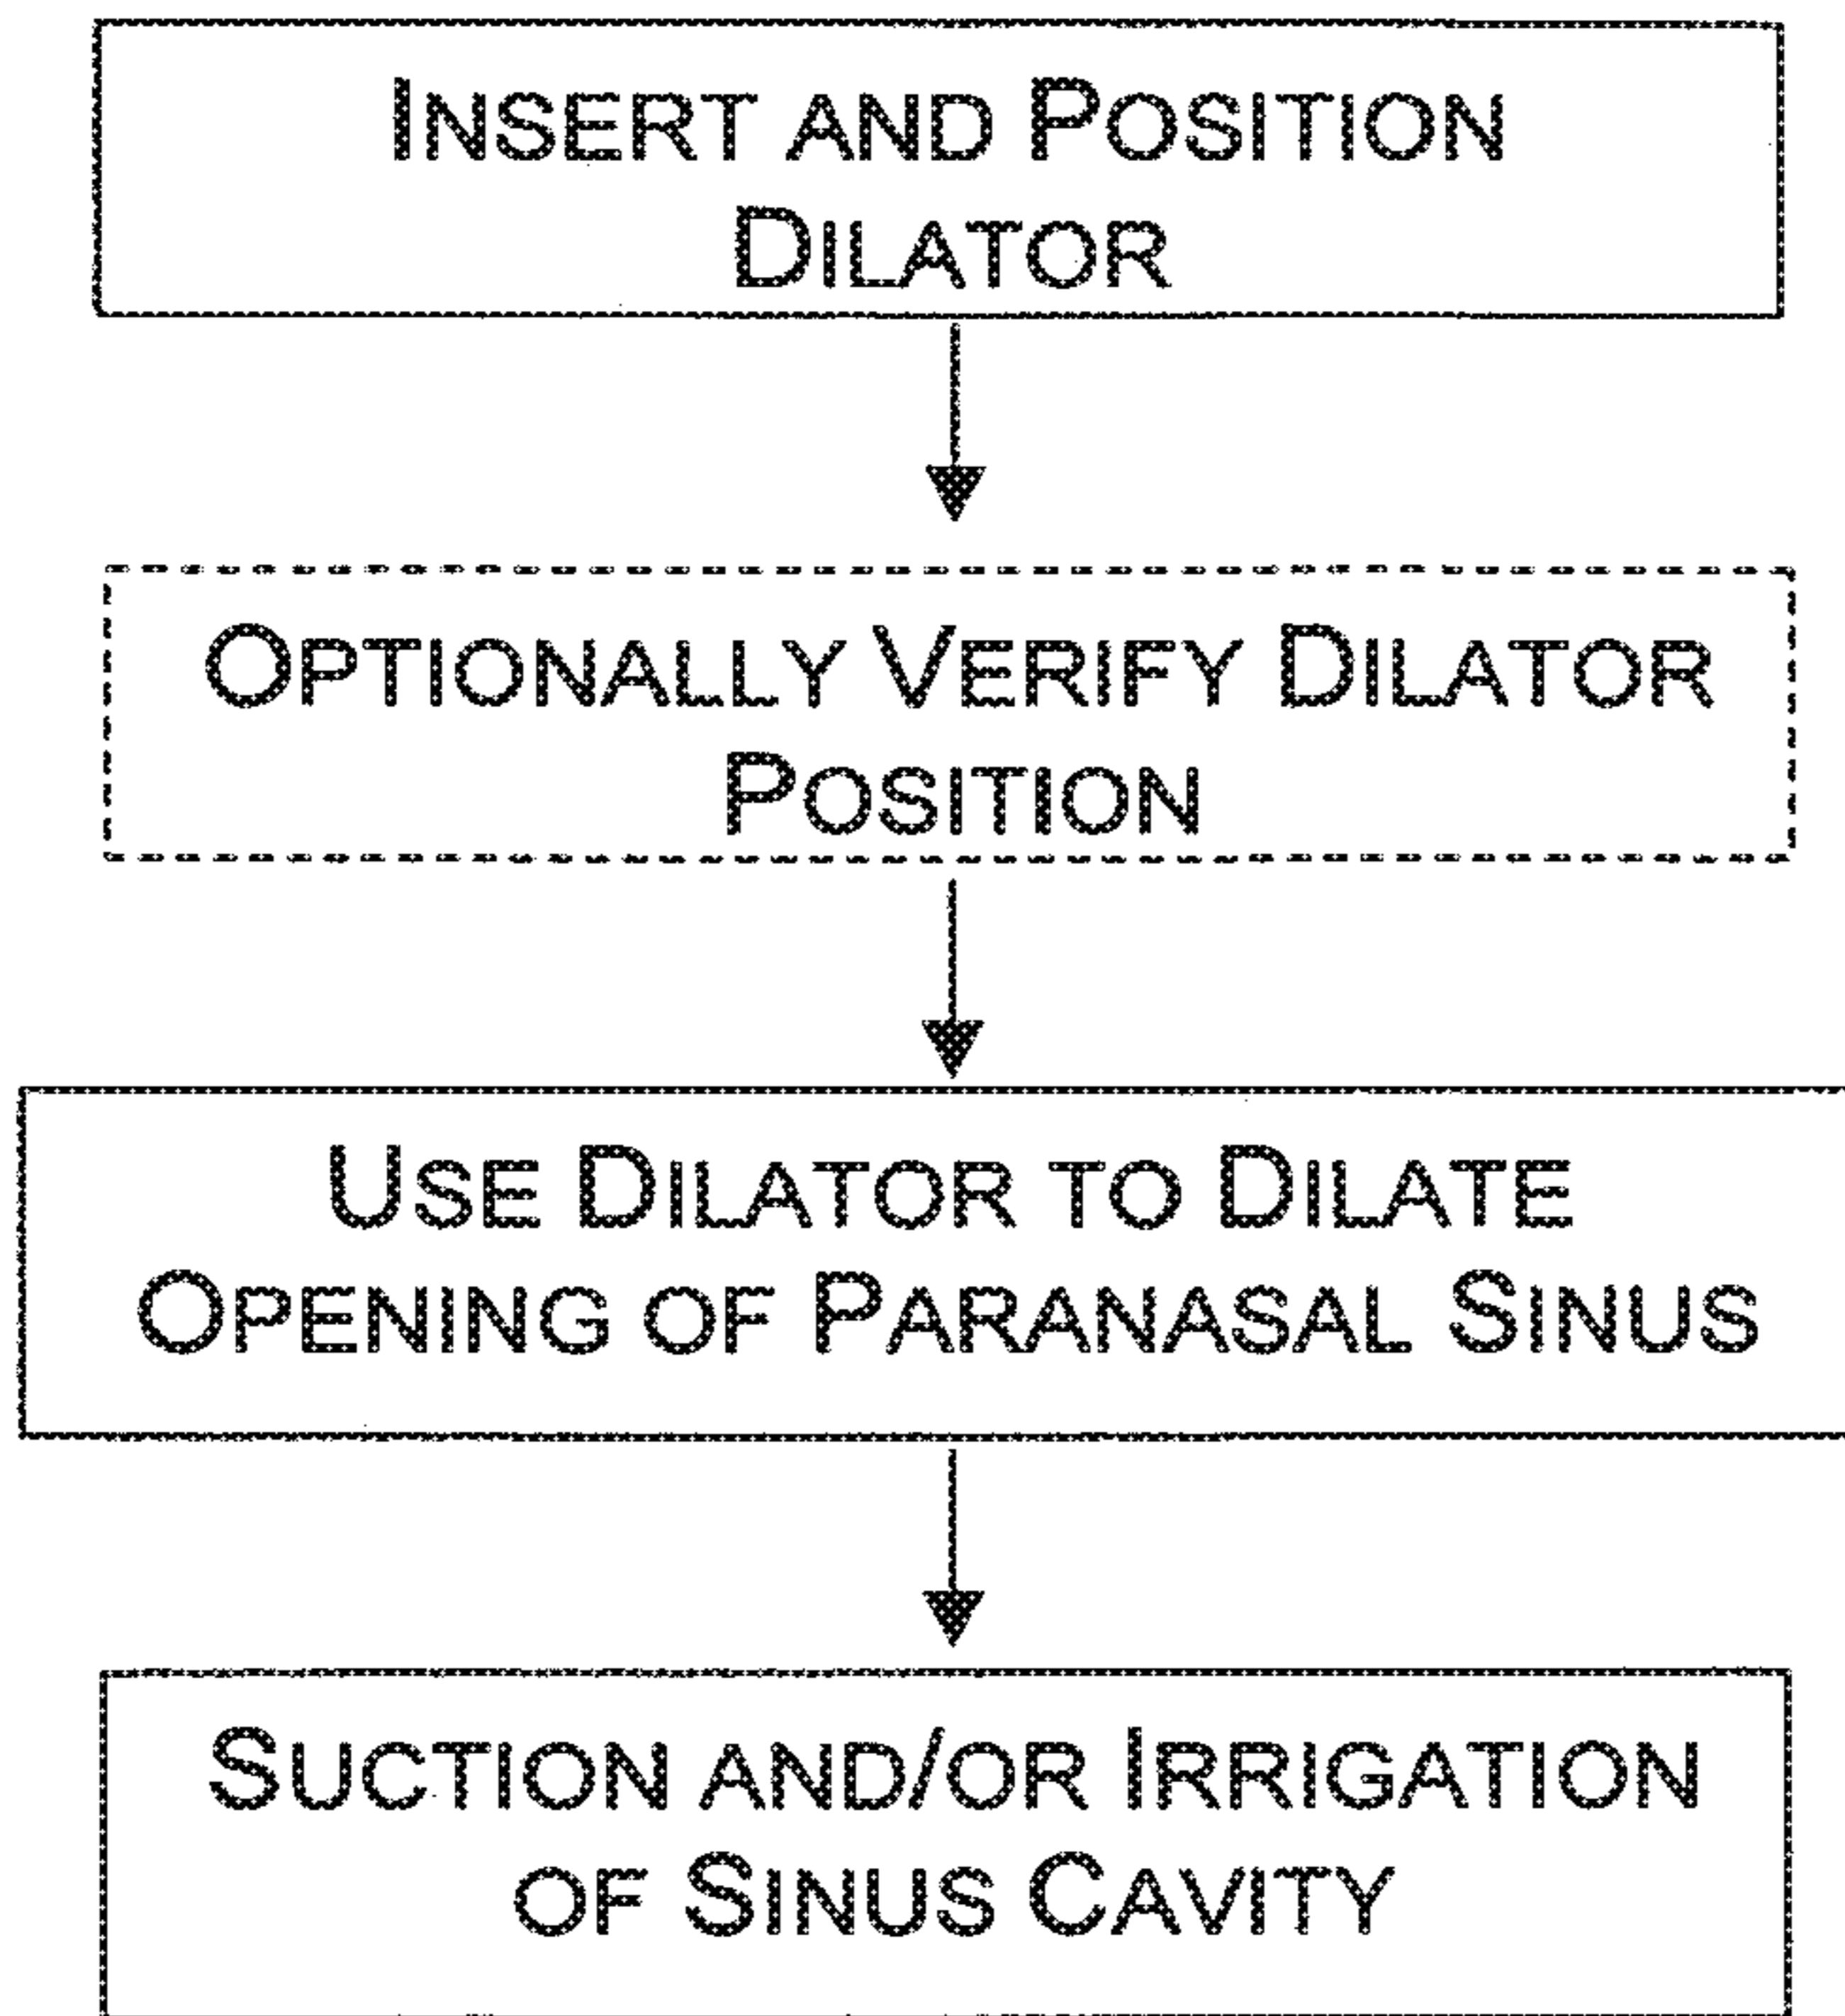 INSERT AND POSITION
DILATOR
OPTIONALLY VERIFY DILATOR
POSITION
USE DILATOR TO DILATE
OPENING OF PARANASAL SINUS
SUCTION AND/OR IRRIGATION
OF SINUS CAVITY